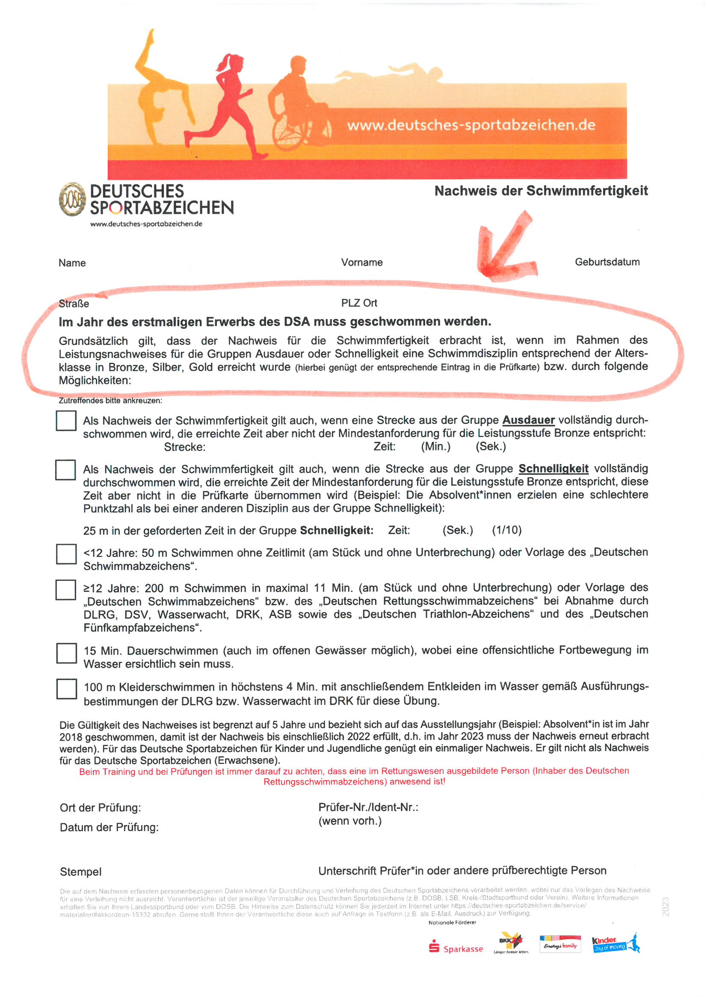 www.deutsches-sportabzeichen.de
DOSB
DEUTSCHES
SPORTABZEICHEN
www.deutsches-sportabzeichen.de
Nachweis der Schwimmfertigkeit
Name Vorname Geburtsdatum
Straße PLZ Ort
Im Jahr des erstmaligen Erwerbs des DSA muss geschwommen werden.
Grundsätzlich gilt, dass der Nachweis für die Schwimmfertigkeit erbracht ist, wenn im Rahmen des
Leistungsnachweises für die Gruppen Ausdauer oder Schnelligkeit eine Schwimmdisziplin entsprechend der Alters-
klasse in Bronze, Silber, Gold erreicht wurde (hierbei genügt der entsprechende Eintrag in die Prüfkarte) bzw. durch folgende
Möglichkeiten:
Zutreffendes bitte ankreuzen:
Als Nachweis der Schwimmfertigkeit gilt auch, wenn eine Strecke aus der Gruppe Ausdauer vollständig durch-
schwommen wird, die erreichte Zeit aber nicht der Mindestanforderung für die Leistungsstufe Bronze entspricht:
Strecke: Zeit: (Min.) (Sek.)
Als Nachweis der Schwimmfertigkeit gilt auch, wenn die Strecke aus der Gruppe Schnelligkeit vollständig
durchschwommen wird, die erreichte Zeit der Mindestanforderung für die Leistungsstufe Bronze entspricht, diese
Zeit aber nicht in die Prüfkarte übernommen wird (Beispiel: Die Absolvent*innen erzielen eine schlechtere
Punktzahl als bei einer anderen Disziplin aus der Gruppe Schnelligkeit):
25 m in der geforderten Zeit in der Gruppe Schnelligkeit: Zeit: (Sek.) (1/10)
<12 Jahre: 50 m Schwimmen ohne Zeitlimit (am Stück und ohne Unterbrechung) oder Vorlage des „Deutschen
Schwimmabzeichens“.
≥12 Jahre: 200 m Schwimmen in maximal 11 Min. (am Stück und ohne Unterbrechung) oder Vorlage des
„Deutschen Schwimmabzeichens“ bzw. des „Deutschen Rettungsschwimmabzeichens“ bei Abnahme durch
DLRG, DSV, Wasserwacht, DRK, ASB sowie des „Deutschen Triathlon-Abzeichens“ und des „Deutschen
Fünfkampfabzeichens“.
15 Min. Dauerschwimmen (auch im offenen Gewässer möglich), wobei eine offensichtliche Fortbewegung im
Wasser ersichtlich sein muss.
100 m Kleiderschwimmen in höchstens 4 Min. mit anschließendem Entkleiden im Wasser gemäß Ausführungs-
bestimmungen der DLRG bzw. Wasserwacht im DRK für diese Übung.
Die Gültigkeit des Nachweises ist begrenzt auf 5 Jahre und bezieht sich auf das Ausstellungsjahr (Beispiel: Absolvent*in ist im Jahr
2018 geschwommen, damit ist der Nachweis bis einschließlich 2022 erfüllt, d.h. im Jahr 2023 muss der Nachweis erneut erbracht
werden). Für das Deutsche Sportabzeichen für Kinder und Jugendliche genügt ein einmaliger Nachweis. Er gilt nicht als Nachweis
für das Deutsche Sportabzeichen (Erwachsene).
Beim Training und bei Prüfungen ist immer darauf zu achten, dass eine im Rettungswesen ausgebildete Person (Inhaber des Deutschen
Rettungsschwimmabzeichens) anwesend ist!
Ort der Prüfung: Prüfer-Nr./Ident-Nr.:
(wenn vorh.)
Datum der Prüfung:
Stempel Unterschrift Prüfer*in oder andere prüfberechtigte Person
Die auf dem Nachweis erfassten personenbezogenen Daten können für Durchführung und Verleihung des Deutschen Sportabzeichens verarbeitet werden, wobei nur das Vorlegen des Nachweise
für eine Verleihung nicht ausreicht. Verantwortlicher ist der jeweilige Veranstalter des Deutschen Sportabzeichens (z.B. DOSB, LSB, Kreis-/Stadtsportbund oder Verein). Weitere Informationen
erhalten Sie von Ihrem Landessportbund oder vom DOSB. Die Hinweise zum Datenschutz können Sie jederzeit im Internet unter https://deutsches-sportabzeichen.de/service/
materialien#akkordeon-15332 abrufen. Gerne stellt Ihnen der Verantwortliche diese auch auf Anfrage in Textform (z.B. als E-Mail, Ausdruck) zur Verfügung.
2023
Nationale Förderer
Sparkasse
BKK24
Länger besser leben.
Ernsting's family
Kinder
Joy of moving